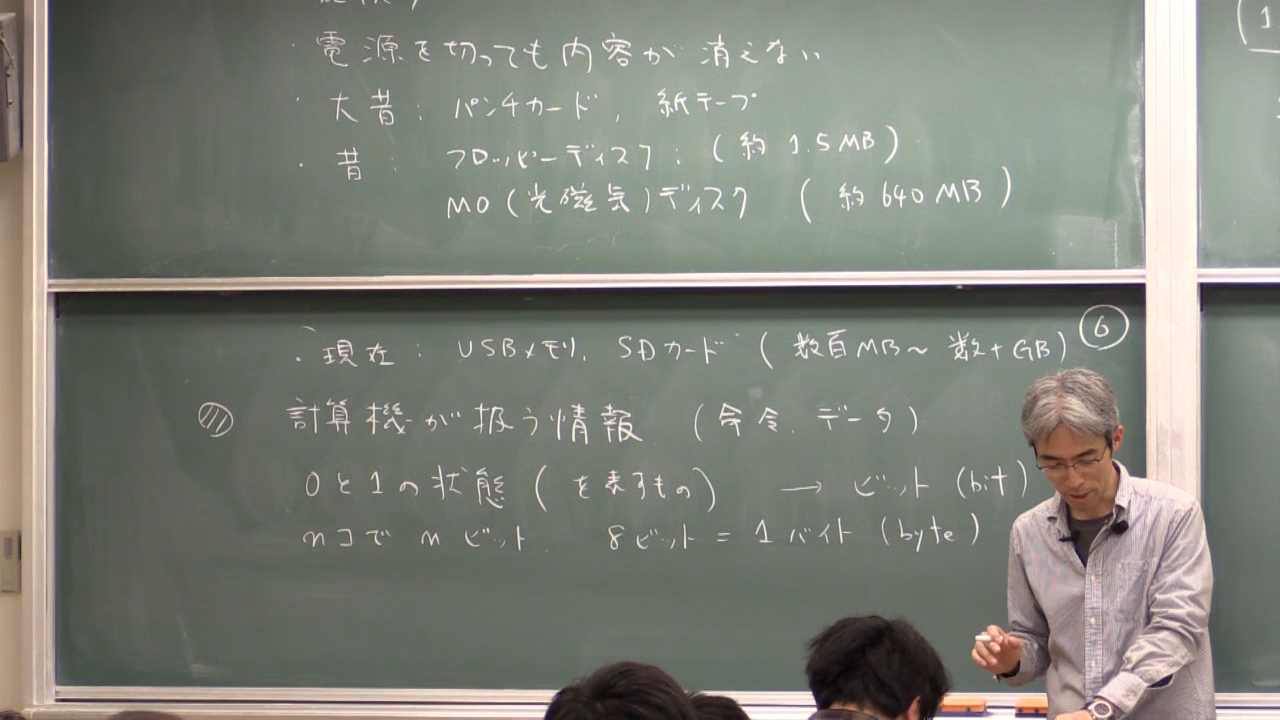 ・電源を切っても内容が消えない
・大昔: パンチカード, 紙テープ
・昔: フロッピーディスク: (約 1.5MB)
MO(光磁気)ディスク (約 640MB)
・現在: USBメモリ, SDカード (数百MB~数+GB) ⑥
計算機が扱う情報 (命令, データ)
0と1の状態(を表すもの) → ビット (bit)
nコでnビット 8ビット = 1バイト (byte)
(1